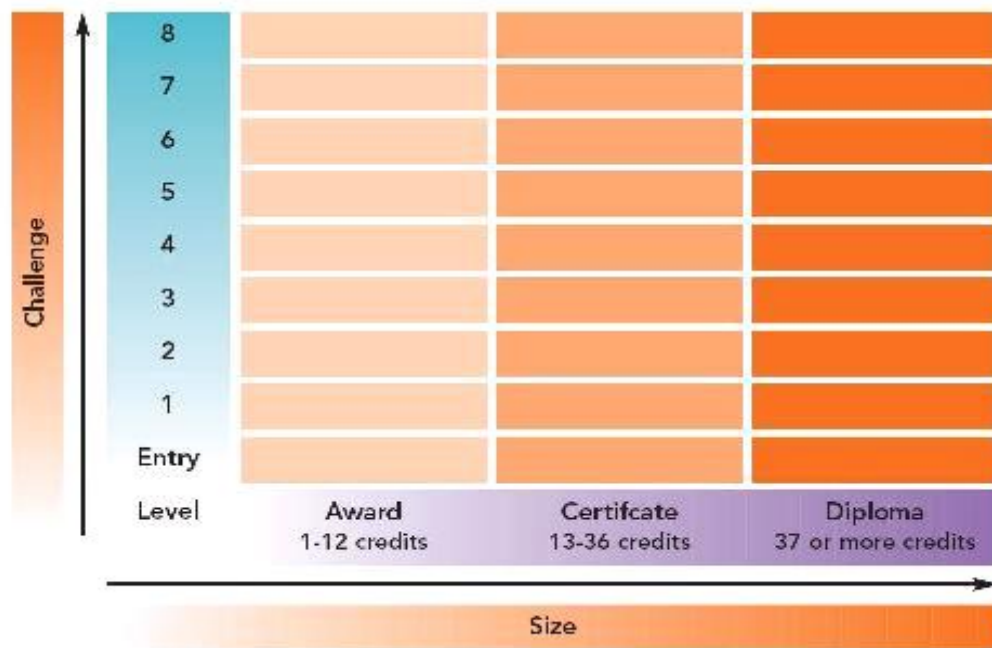 Challenge
8
7
6
5
4
3
2
1
Entry
Level
Award
1-12 credits
Certifcate
13-36 credits
Diploma
37 or more credits
Size